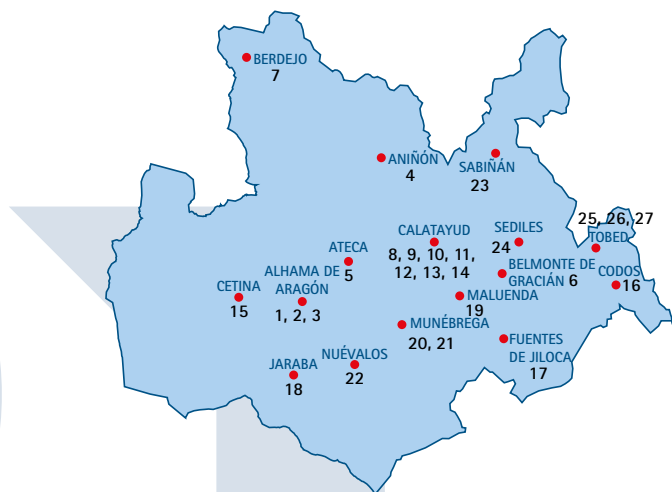 BERDEJO
7
ANIÑÓN
4
SABIÑÁN
23
25, 26, 27
TOBED
CALATAYUD
8, 9, 10, 11,
12, 13, 14
SEDILES
24
ATECA
5
BELMONTE DE
GRACIÁN 6
CODOS
16
ALHAMA DE
ARAGÓN
1, 2, 3
CETINA
15
MALUENDA
19
MUNÉBREGA
20, 21
FUENTES
DE JILOCA
17
NUÉVALOS
22
JARABA
18